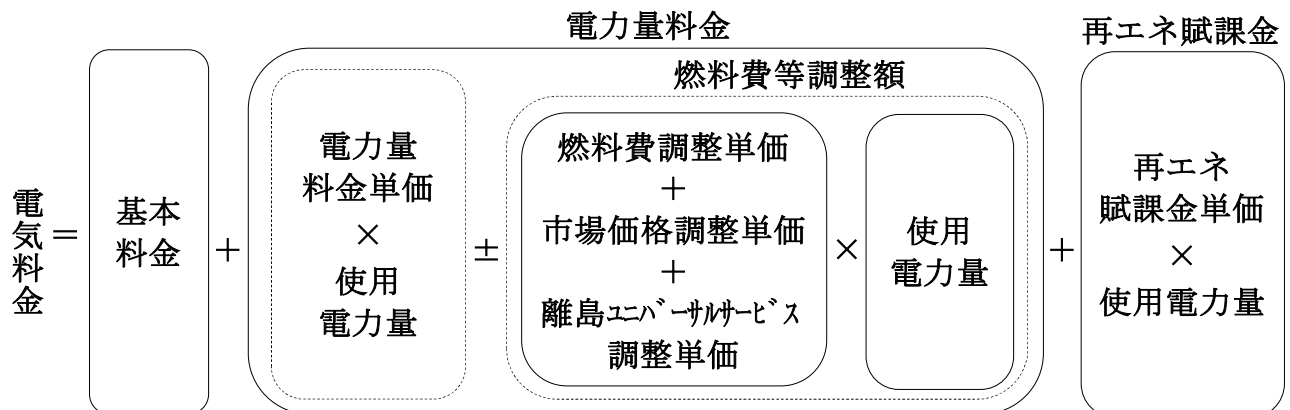 電力量料金
再エネ賦課金
燃料費等調整額
電気料金
＝
基本
料金
＋
電力量
料金単価
×
使用
電力量
±
燃料費調整単価
＋
市場価格調整単価
＋
離島ﾕﾆﾊﾞｰｻﾙｻｰﾋﾞｽ
調整単価
×
使用
電力量
＋
再エネ
賦課金単価
×
使用電力量